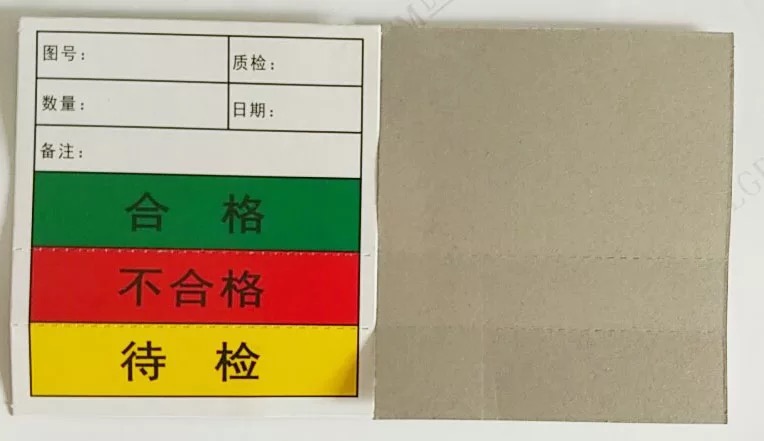 图号： 质检：
数量： 日期：
备注：
合 格
不合格
待 检